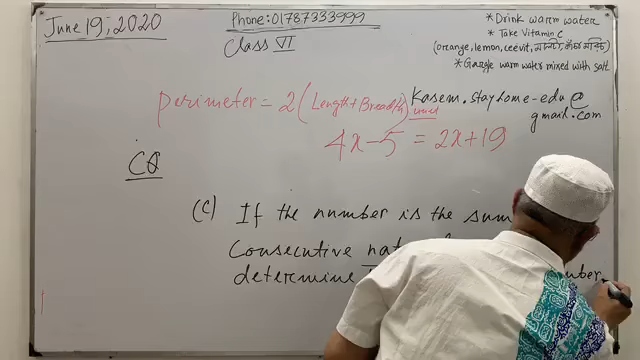 June 19, 2020
Phone: 01787333999
Class VI
* Drink warm water
* Take Vitamin C
(orange, lemon, ceevit,
* Gargle warm water mixed with salt
Perimeter = 2 (Length + Breadth) unit
Kasem.stayhome-edu@
gmail.com
4x-5 = 2x+19
CQ
(c) If the number is the sum
Consecutive
determine